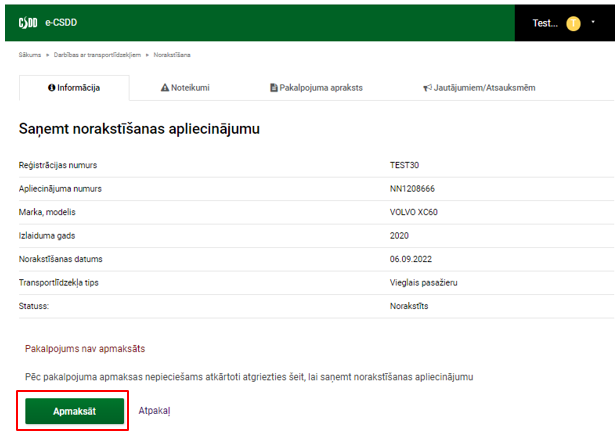 CSDD e-CSDD Test... T
Sākums » Darbības ar transportlīdzekļiem » Norakstīšana
Informācija Noteikumi Pakalpojuma apraksts Jautājumiem/Atsauksmēm
Saņemt norakstīšanas apliecinājumu
Reģistrācijas numurs TEST30
Apliecinājuma numurs NN1208666
Marka, modelis VOLVO XC60
Izlaiduma gads 2020
Norakstīšanas datums 06.09.2022
Transportlīdzekļa tips Vieglais pasažieru
Statuss: Norakstīts
Pakalpojums nav apmaksāts
Pēc pakalpojuma apmaksas nepieciešams atkārtoti atgriezties šeit, lai saņemt norakstīšanas apliecinājumu
Apmaksāt Atpakaļ